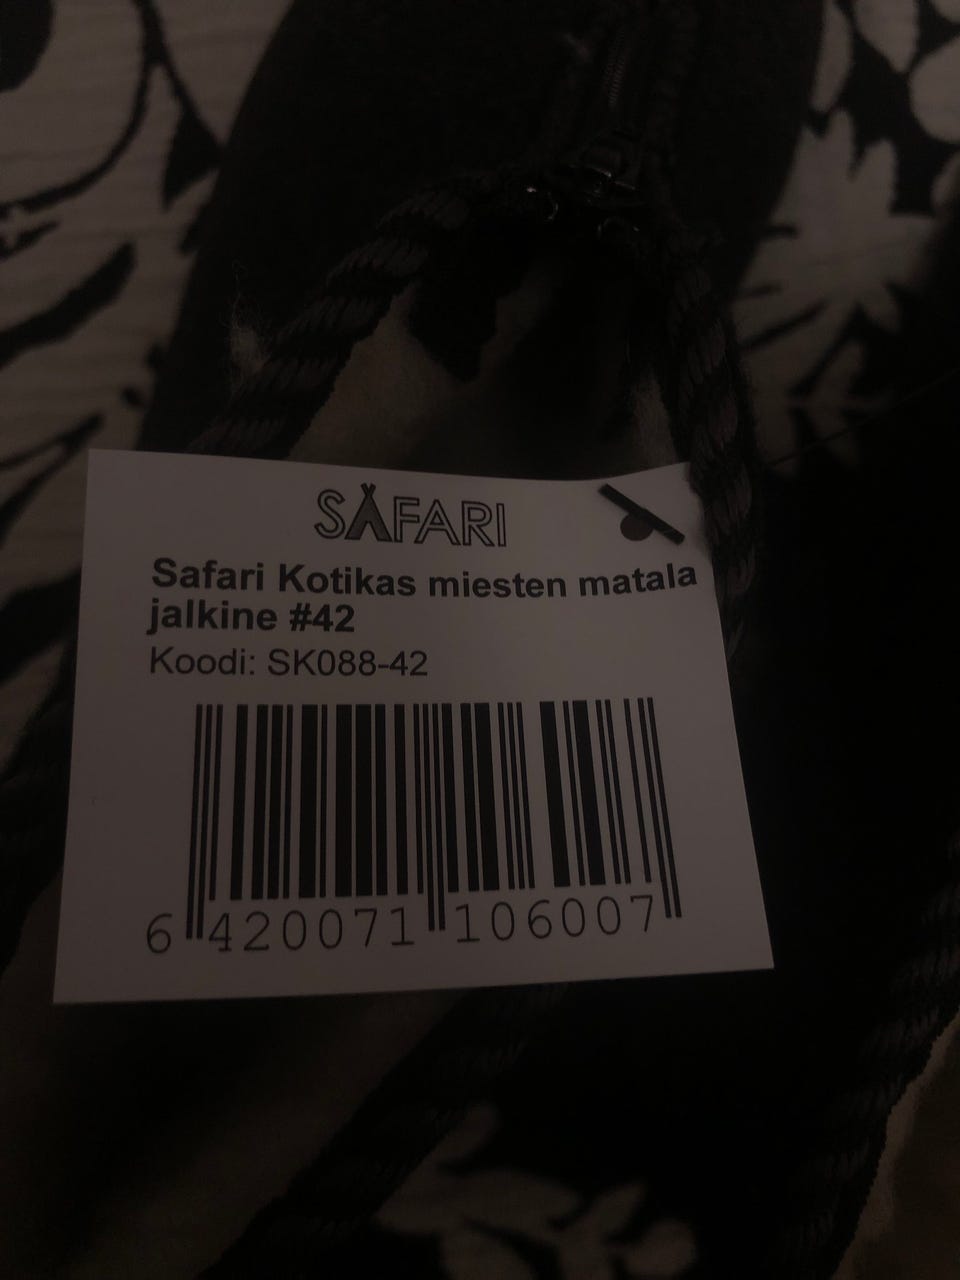 SAFARI
Safari Kotikas miesten matala
jalkine #42
Koodi: SK088-42
6 420071 106007